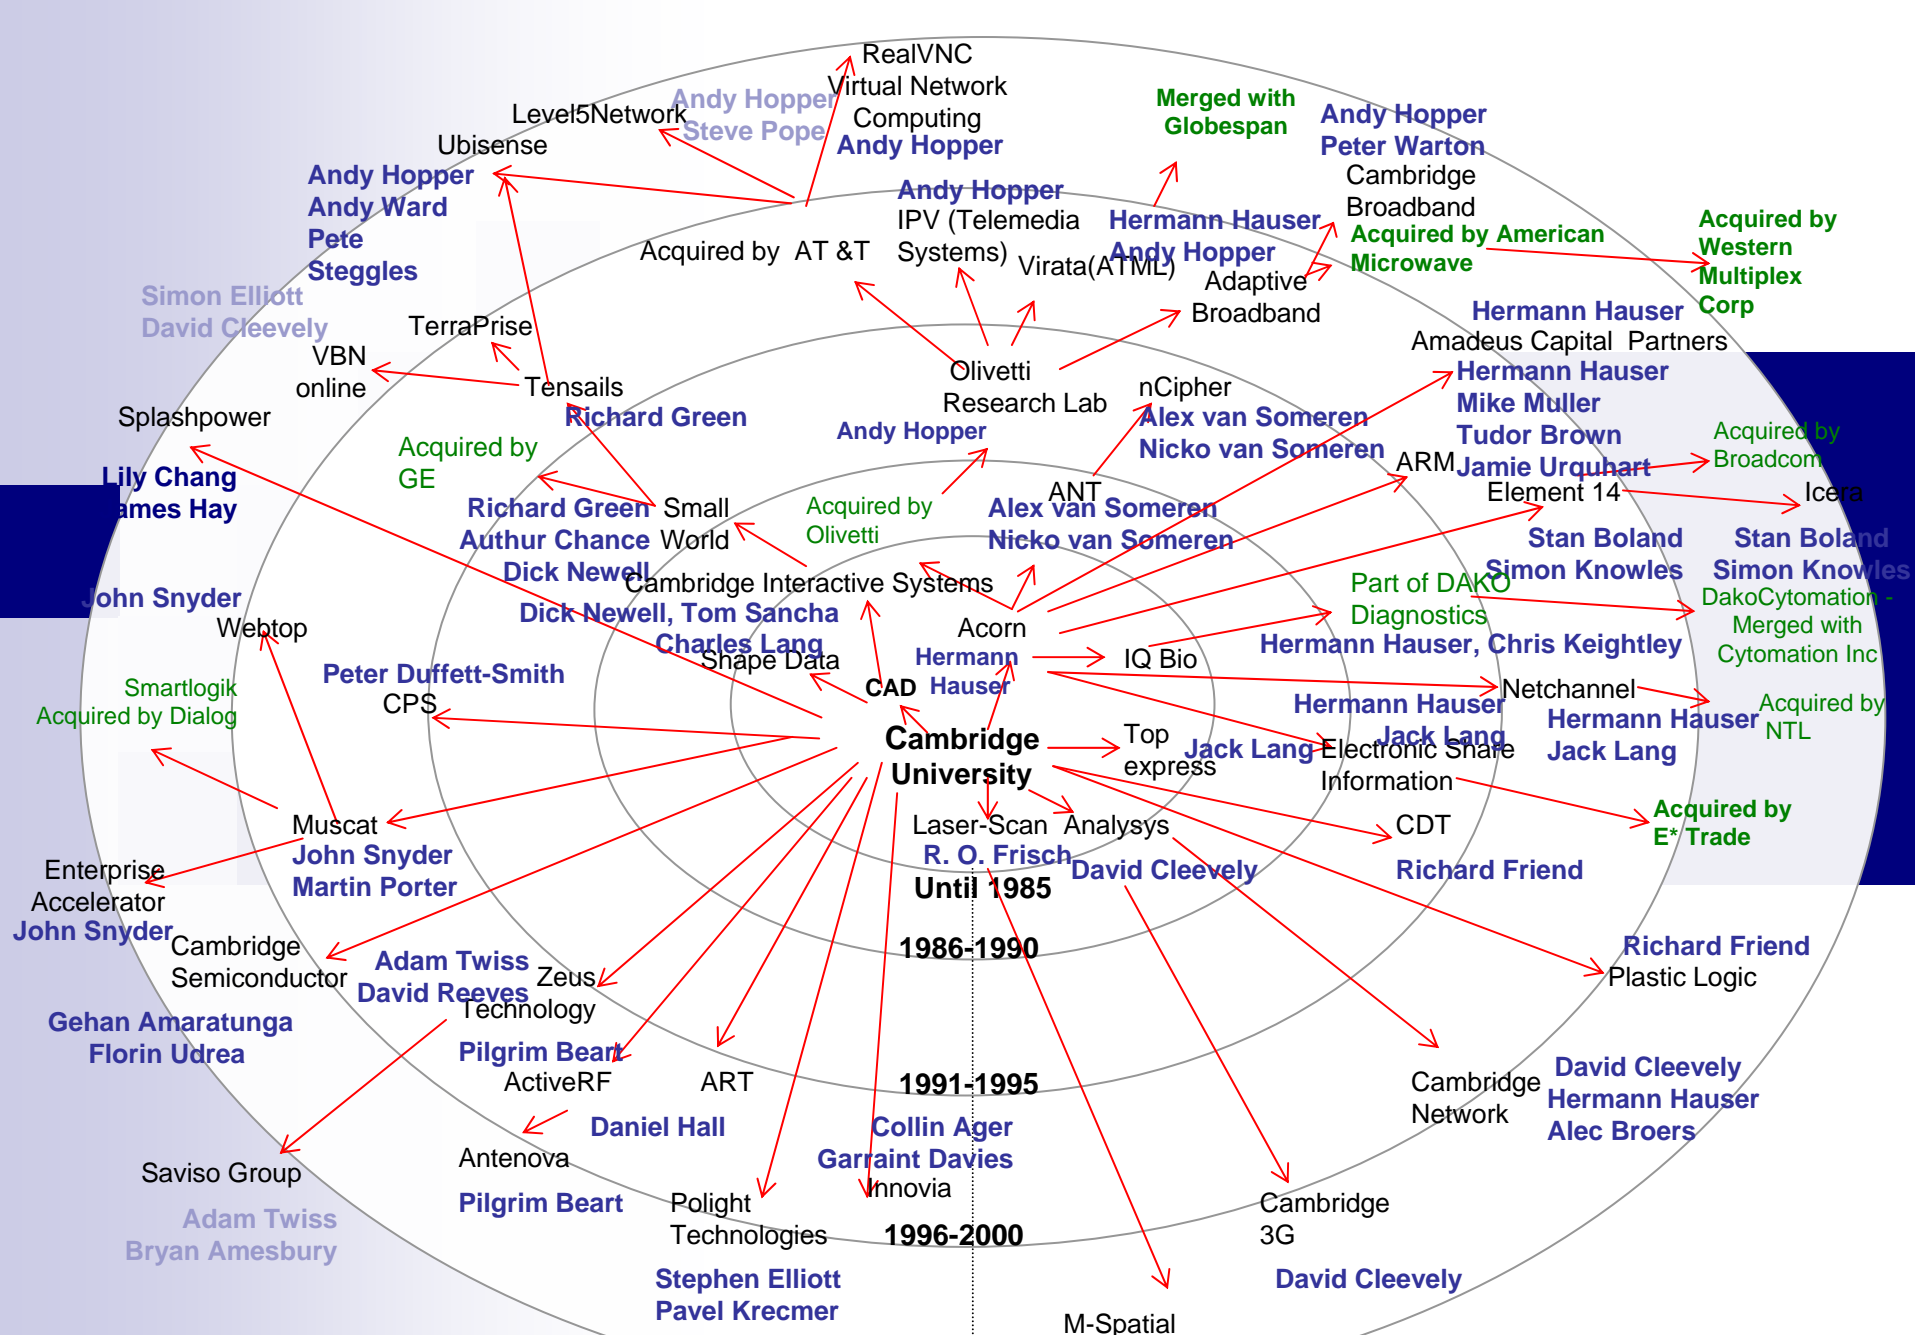 RealVNC
Virtual Network
Computing
Andy Hopper
Andy Hopper
Steve Pope
Level5Network
Ubisense
Andy Hopper
Andy Ward
Pete
Steggles
Merged with
Globespan
Andy Hopper
Peter Warton
Cambridge
Broadband
Acquired by American
Microwave
Acquired by
Western
Multiplex
Corp
Andy Hopper
IPV (Telemedia
Systems)
Hermann Hauser
Andy Hopper
Virata(ATML)
Adaptive
Broadband
Acquired by AT &T
Simon Elliott
David Cleevely
TerraPrise
VBN
online
Tensails
Richard Green
Splashpower
Lily Chang
ames Hay
Acquired by
GE
Olivetti
Research Lab
Andy Hopper
nCipher
Alex van Someren
Nicko van Someren
Hermann Hauser
Amadeus Capital Partners
Hermann Hauser
Mike Muller
Tudor Brown
Jamie Urquhart
ARM
Element 14
Acquired by
Broadcom
Icera
Stan Boland
Simon Knowles
Stan Boland
Simon Knowles
Richard Green
Authur Chance
Dick Newell
Small
World
Acquired by
Olivetti
ANT
Alex van Someren
Nicko van Someren
Cambridge Interactive Systems
Dick Newell, Tom Sancha
Charles Lang
Shape Data
CAD
Acorn
Hermann
Hauser
IQ Bio
Part of DAKO
Diagnostics
Hermann Hauser, Chris Keightley
DakoCytomation -
Merged with
Cytomation Inc
John Snyder
Webtop
Peter Duffett-Smith
CPS
Smartlogik
Acquired by Dialog
Netchannel
Hermann Hauser
Jack Lang
Hermann Hauser
Jack Lang
Acquired by
NTL
Cambridge
University
Top
express
Jack Lang
Electronic Share
Information
Acquired by
E* Trade
Muscat
John Snyder
Martin Porter
Enterprise
Accelerator
John Snyder
Laser-Scan
R. O. Frisch
Analysys
David Cleevely
CDT
Richard Friend
Until 1985
1986-1990
Cambridge
Semiconductor
Gehan Amaratunga
Florin Udrea
Adam Twiss
David Reeves
Zeus
Technology
Richard Friend
Plastic Logic
Pilgrim Beart
ActiveRF
ART
1991-1995
Cambridge
Network
David Cleevely
Hermann Hauser
Alec Broers
Daniel Hall
Antenova
Pilgrim Beart
Collin Ager
Garraint Davies
Innovia
Saviso Group
Adam Twiss
Bryan Amesbury
Polight
Technologies
Stephen Elliott
Pavel Krecmer
1996-2000
Cambridge
3G
David Cleevely
M-Spatial